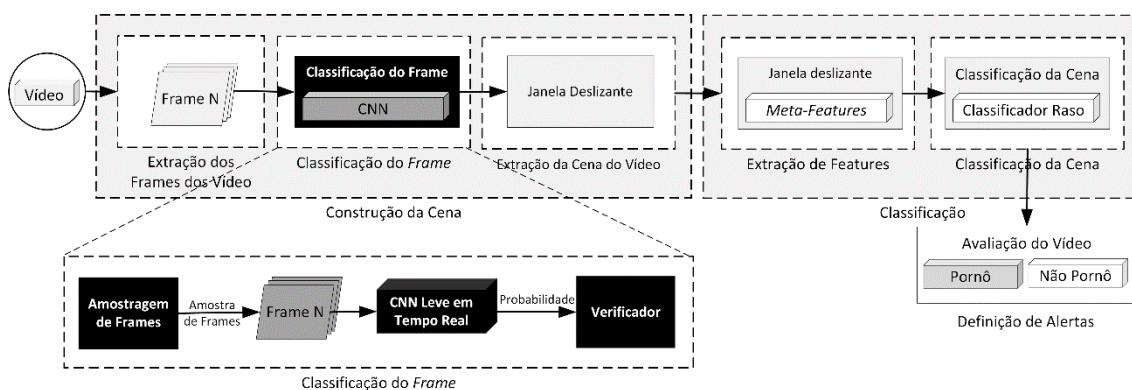 Vídeo
Frame N
Extração dos
Frames dos Vídeo
Classificação do Frame
CNN
Classificação do Frame
Janela Deslizante
Extração da Cena do Vídeo
Construção da Cena
Janela deslizante
Meta-Features
Extração de Features
Classificação da Cena
Classificador Raso
Classificação da Cena
Classificação
Avaliação do Vídeo
Pornô
Não Pornô
Definição de Alertas
Amostragem
de Frames
Amostra
de Frames
Frame N
CNN Leve em
Tempo Real
Probabilidade
Verificador
Classificação do Frame